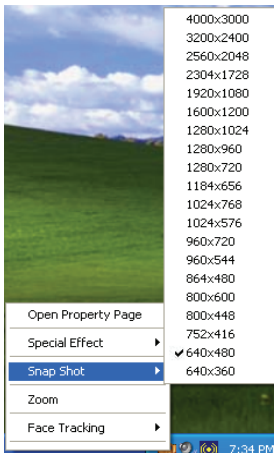 4000x3000
3200x2400
2560x2048
2304x1728
1920x1080
1600x1200
1280x1024
1280x960
1280x720
1184x656
1024x768
1024x576
960x720
960x544
864x480
800x600
800x448
752x416
640x480
640x360
Open Property Page
Special Effect
Snap Shot
Zoom
Face Tracking
7:34 PM